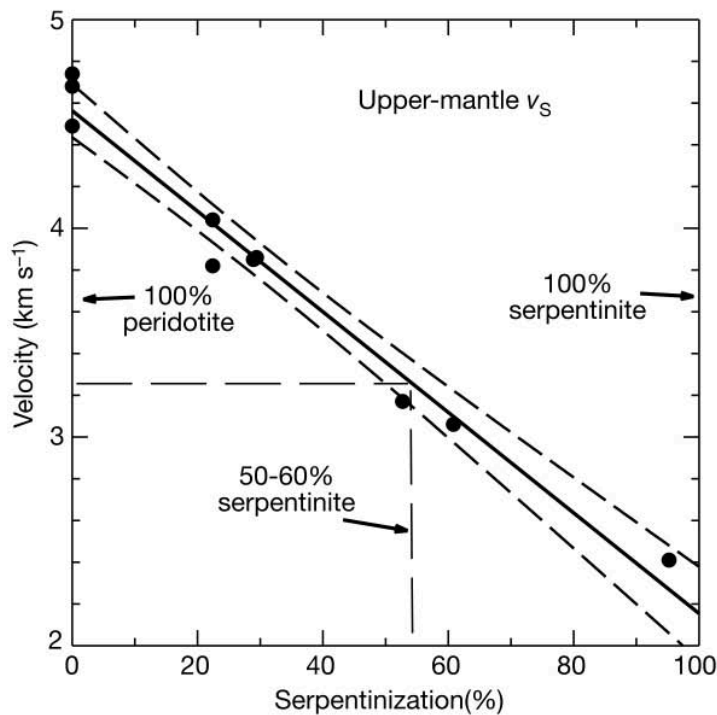 5
Upper-mantle vS
4
100%
peridotite
100%
serpentinite
Velocity (km s–1)
3
50-60%
serpentinite
2
0 20 40 60 80 100
Serpentinization(%)